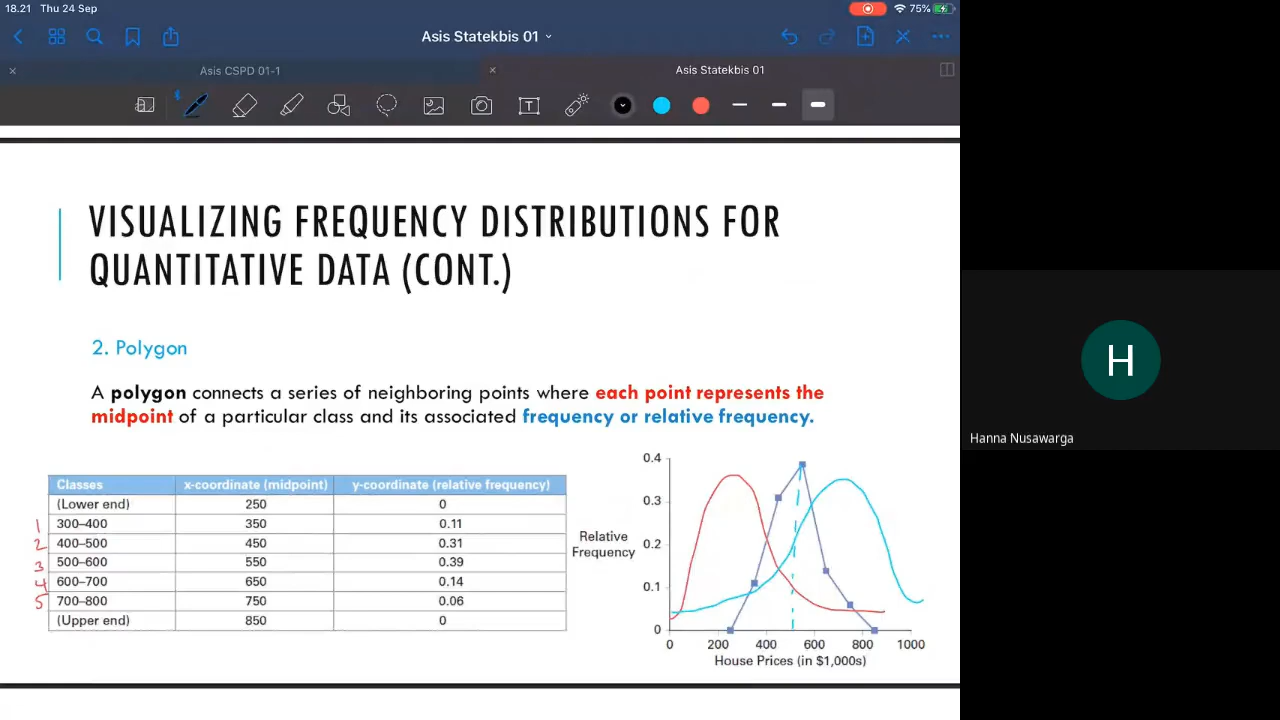 18.21 Thu 24 Sep
75%
Asis Statekbis 01
Asis CSPD 01-1
Asis Statekbis 01
T
VISUALIZING FREQUENCY DISTRIBUTIONS FOR
QUANTITATIVE DATA (CONT.)
2. Polygon
A polygon connects a series of neighboring points where each point represents the
midpoint of a particular class and its associated frequency or relative frequency.
Classes x-coordinate (midpoint) y-coordinate (relative frequency)
(Lower end) 250 0
1 300–400 350 0.11
2 400–500 450 0.31
3 500–600 550 0.39
4 600–700 650 0.14
5 700–800 750 0.06
(Upper end) 850 0
0.4
0.3
0.2
0.1
0
Relative
Frequency
0 200 400 600 800 1000
House Prices (in $1,000s)
H
Hanna Nusawarga